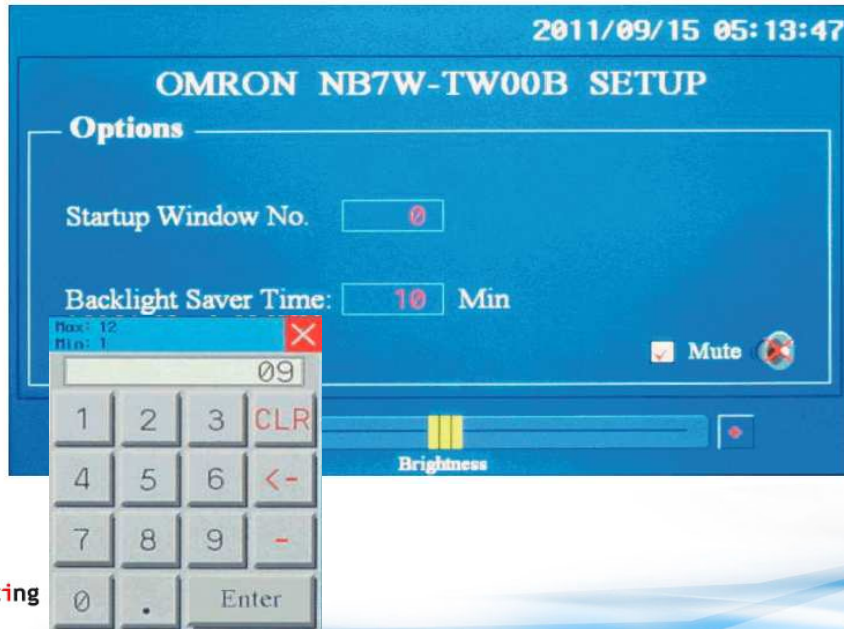 2011/09/15 05:13:47
OMRON NB7W-TW00B SETUP
Options
Startup Window No. 0
Backlight Saver Time: 10 Min
Mute
Brightness
Max: 12
Min: 1
09
1 2 3 CLR
4 5 6 <-
7 8 9 -
0 . Enter